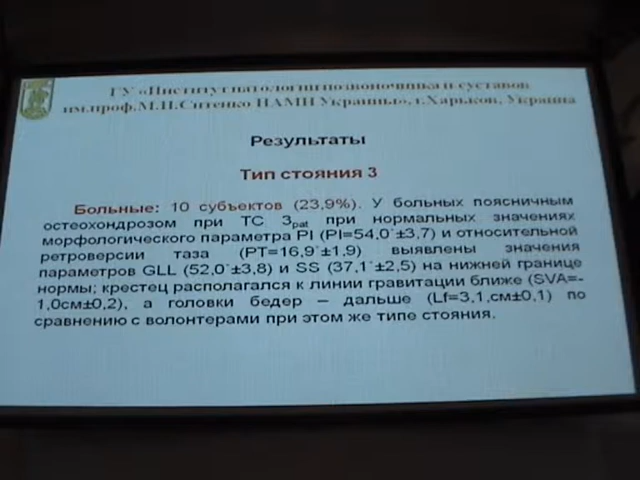 ГУ «Институт патологии позвоночника и суставов
им.проф.М.И.Ситенко НАМН Украины», г.Харьков, Украина
Результаты
Тип стояния 3
Больные: 10 субъектов (23,9%). У больных поясничным
остеохондрозом при ТС 3pat при нормальных значениях
морфологического параметра PI (PI=54,0˚±3,7) и относительной
ретроверсии таза (PT=16,9˚±1,9) выявлены значения
параметров GLL (52,0˚±3,8) и SS (37,1˚±2,5) на нижней границе
нормы; крестец располагался к линии гравитации ближе (SVA=-
1,0см±0,2), а головки бедер – дальше (Lf=3,1,см±0,1) по
сравнению с волонтерами при этом же типе стояния.